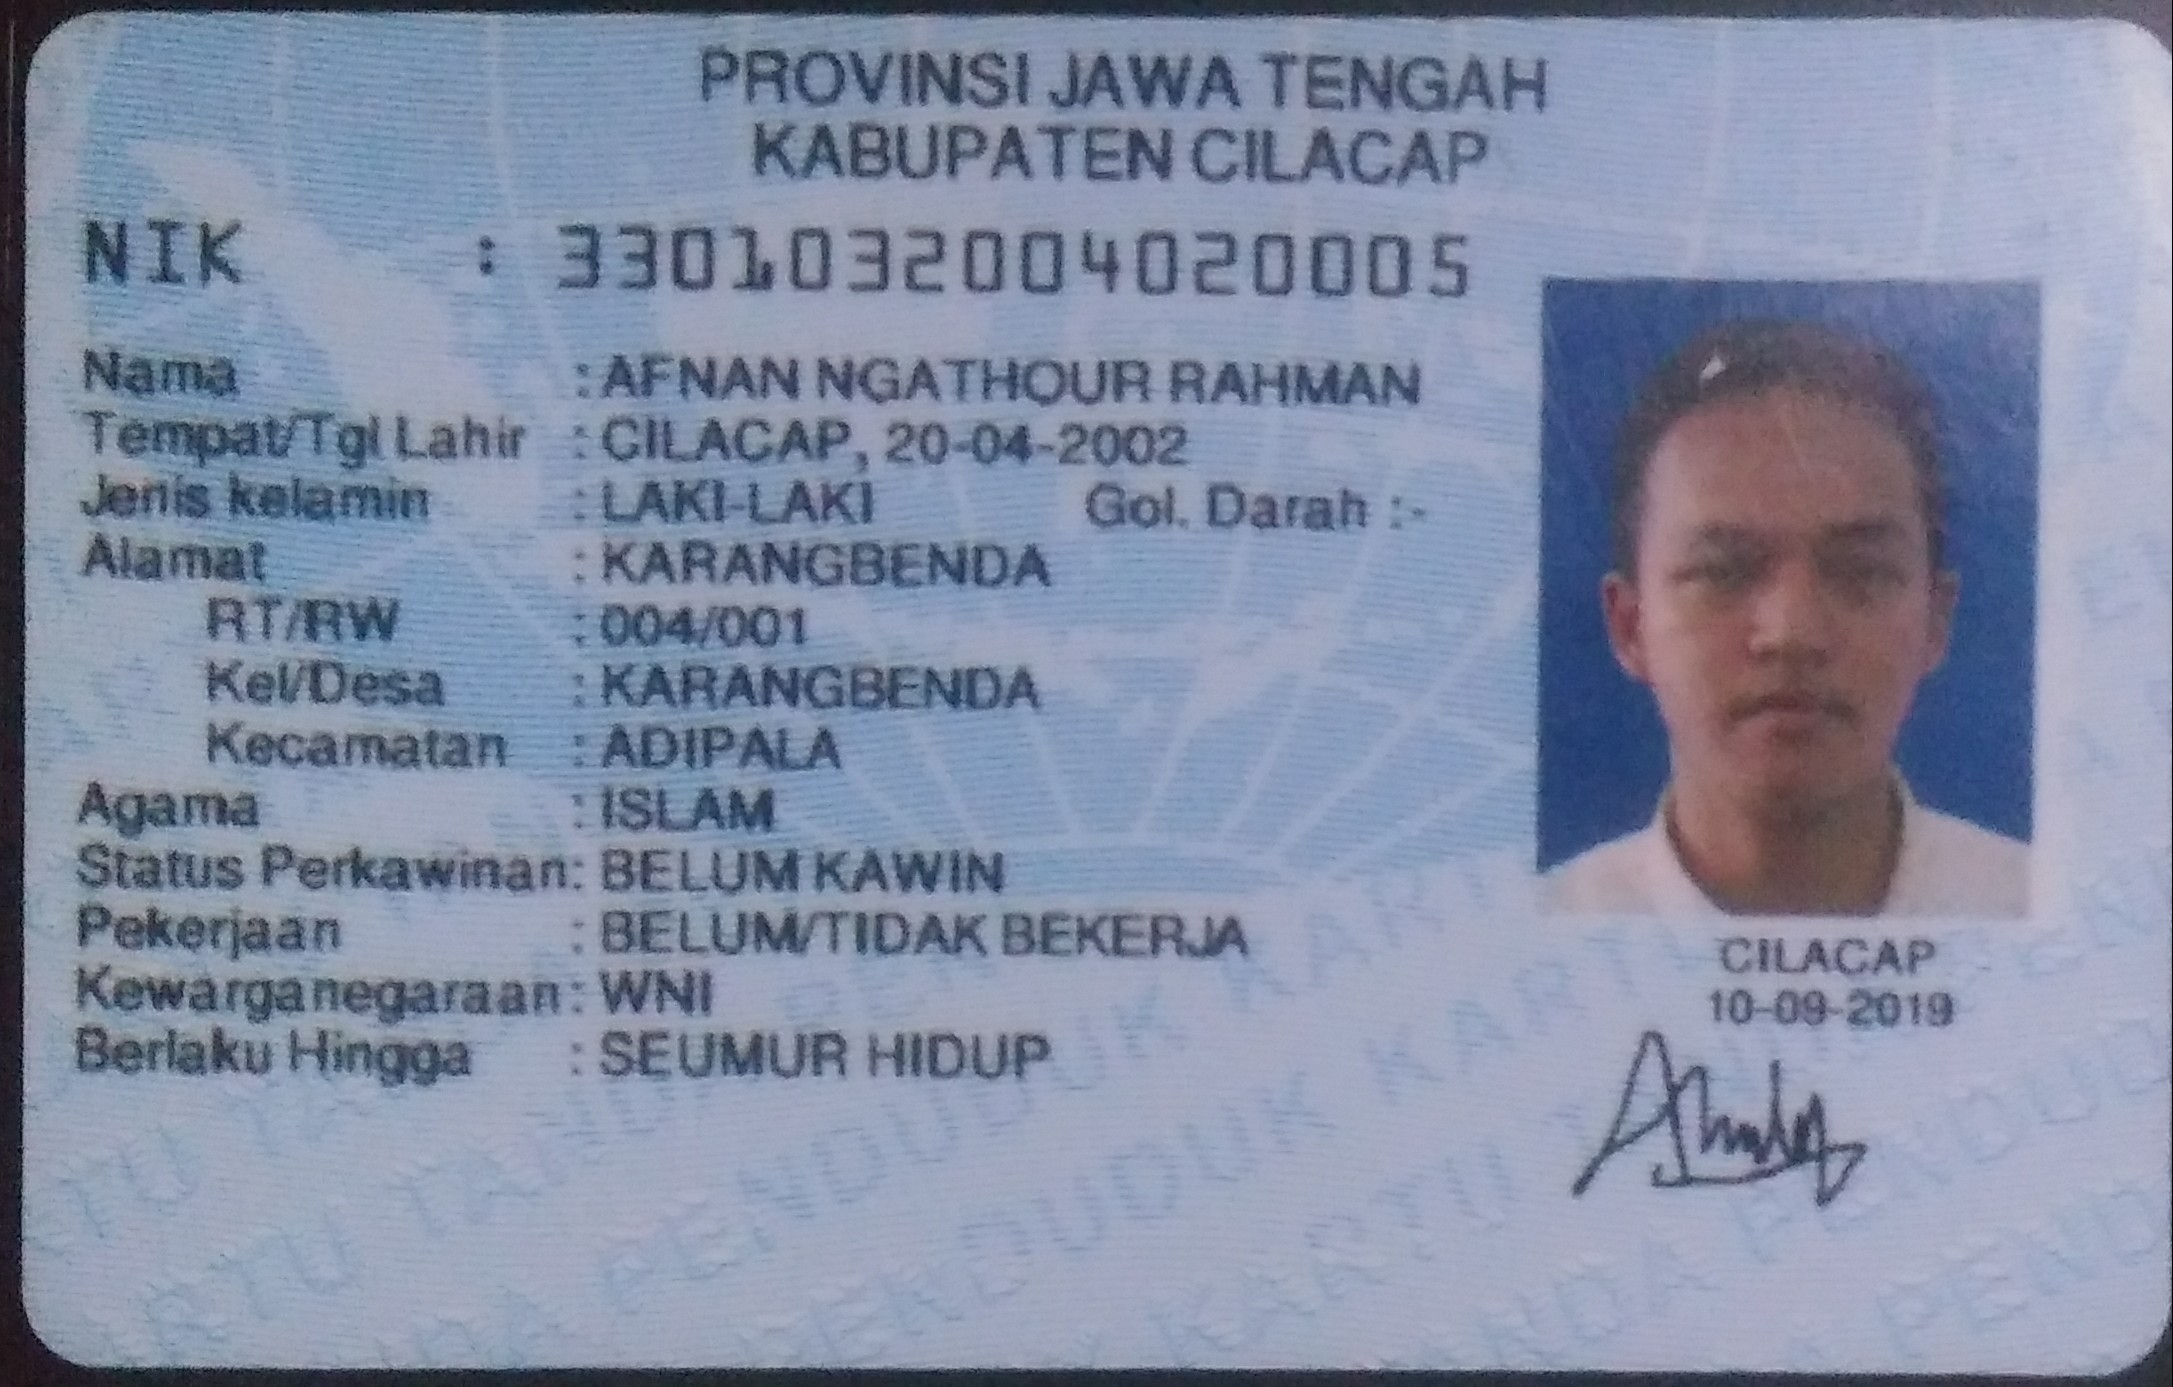 PROVINSI JAWA TENGAH
KABUPATEN CILACAP
NIK : 3301032004020005
Nama : AFNAN NGATHOUR RAHMAN
Tempat/Tgl Lahir : CILACAP, 20-04-2002
Jenis kelamin : LAKI-LAKI Gol. Darah :-
Alamat : KARANGBENDA
RT/RW : 004/001
Kel/Desa : KARANGBENDA
Kecamatan : ADIPALA
Agama : ISLAM
Status Perkawinan: BELUM KAWIN
Pekerjaan : BELUM/TIDAK BEKERJA
Kewarganegaraan: WNI
Berlaku Hingga : SEUMUR HIDUP
CILACAP
10-09-2019